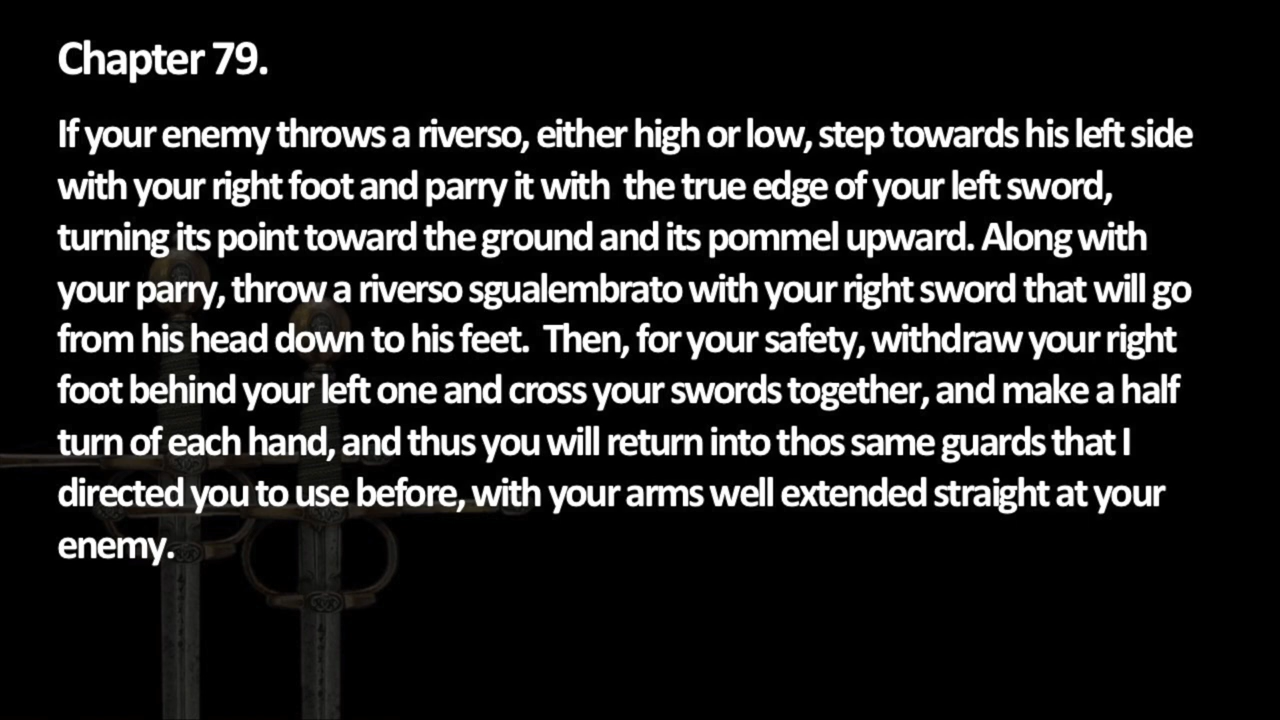 Chapter 79.
If your enemy throws a riverso, either high or low, step towards his left side
with your right foot and parry it with  the true edge of your left sword,
turning its point toward the ground and its pommel upward. Along with
your parry, throw a riverso sgualembrato with your right sword that will go
from his head down to his feet.  Then, for your safety, withdraw your right
foot behind your left one and cross your swords together, and make a half
turn of each hand, and thus you will return into thos same guards that I
directed you to use before, with your arms well extended straight at your
enemy.